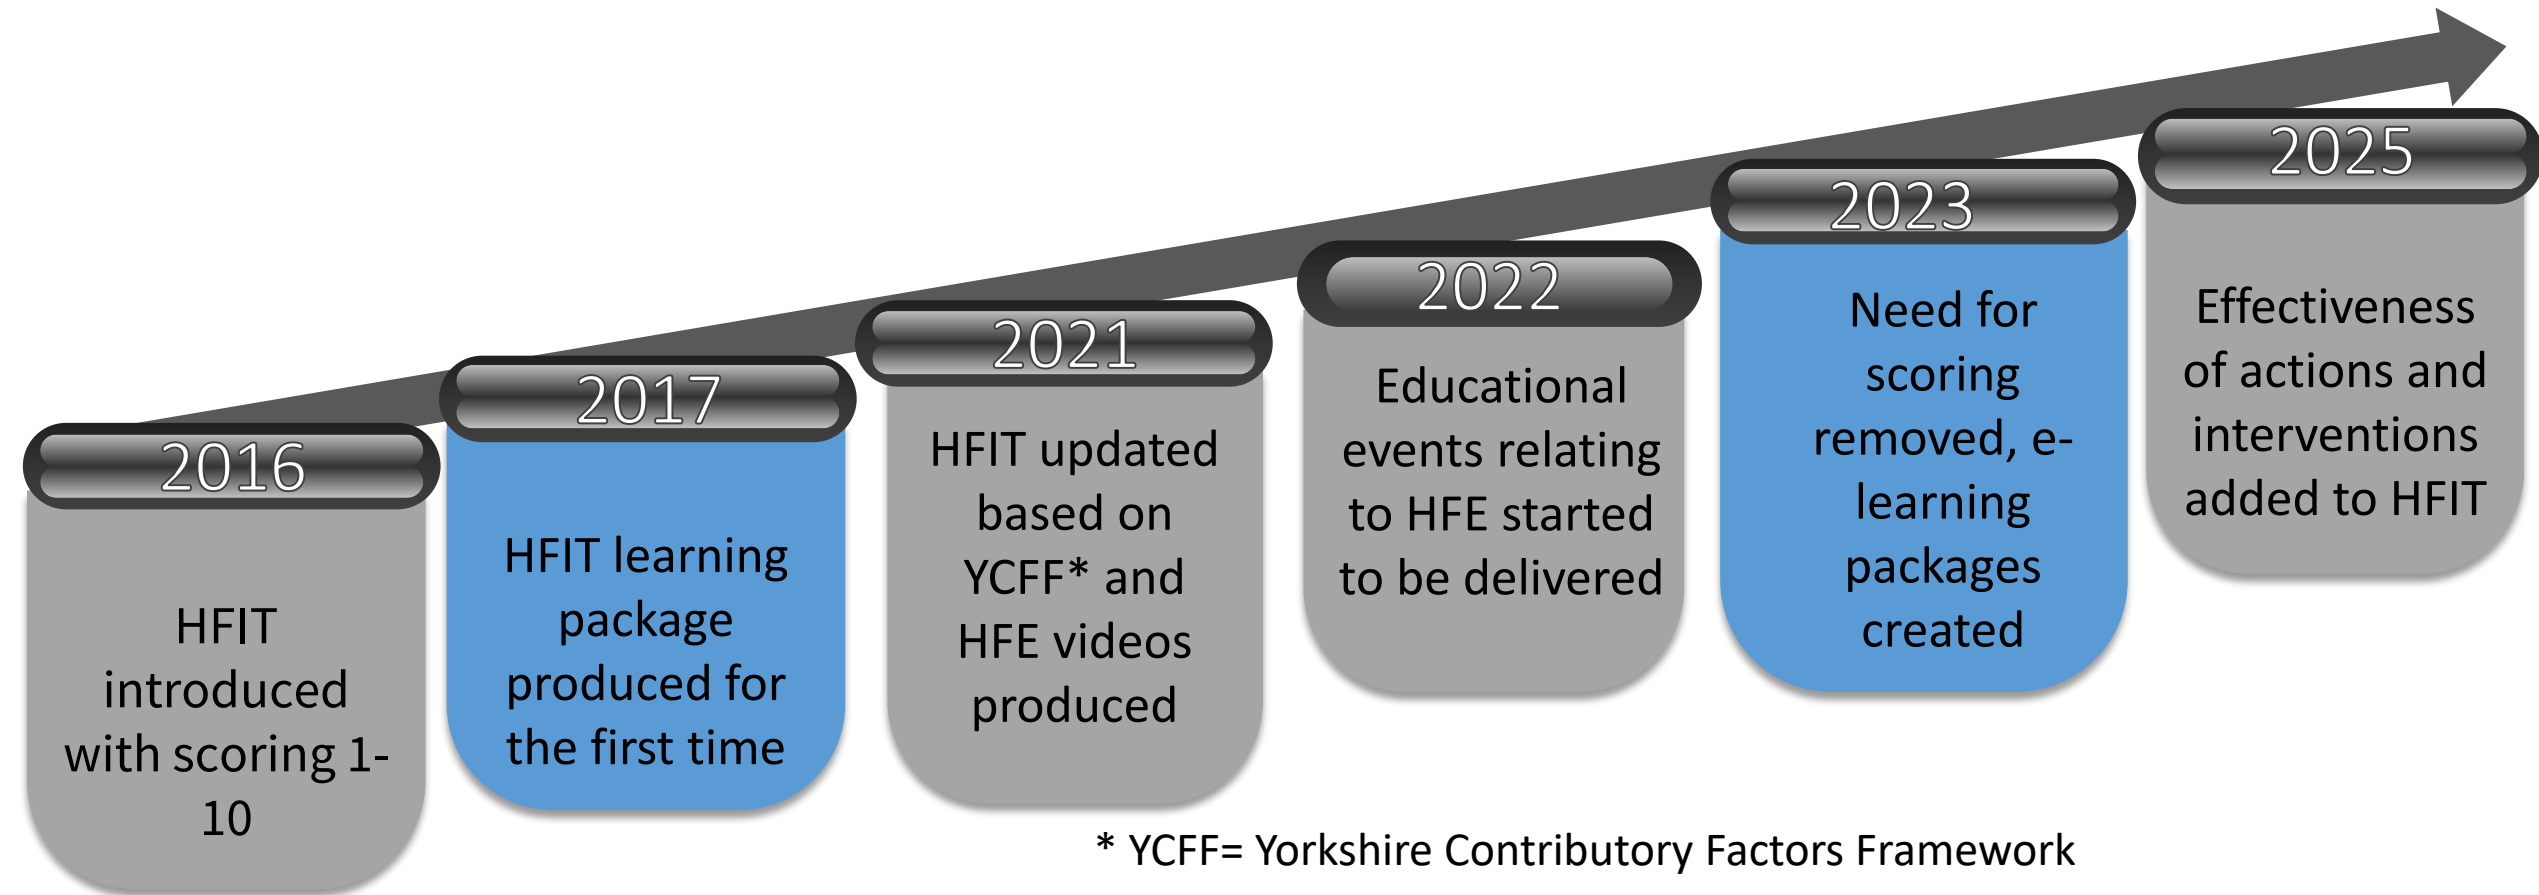 2016
HFIT
introduced
with scoring 1-
10
2017
HFIT learning
package
produced for
the first time
2021
HFIT updated
based on
YCFF* and
HFE videos
produced
2022
Educational
events relating
to HFE started
to be delivered
2023
Need for
scoring
removed, e-
learning
packages
created
2025
Effectiveness
of actions and
interventions
added to HFIT
* YCFF= Yorkshire Contributory Factors Framework